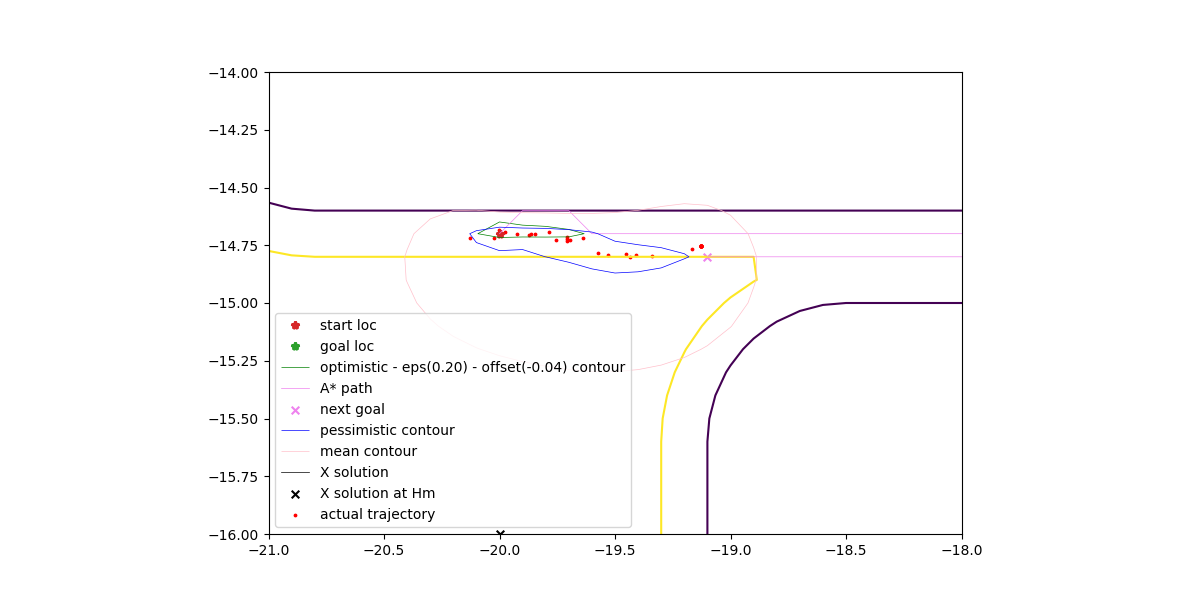 −14.00
−14.25
−14.50
−14.75
−15.00
−15.25
−15.50
−15.75
−16.00
start loc
goal loc
optimistic - eps(0.20) - offset(-0.04) contour
A* path
next goal
pessimistic contour
mean contour
X solution
X solution at Hm
actual trajectory
−21.0 −20.5 −20.0 −19.5 −19.0 −18.5 −18.0